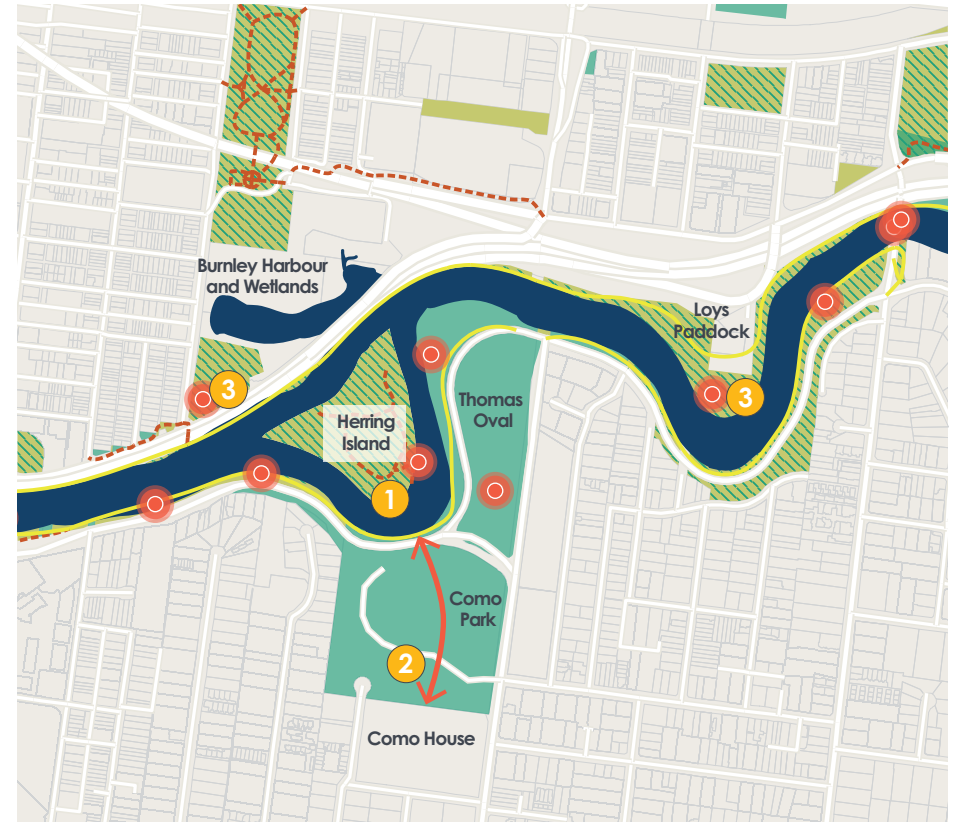 Burnley Harbour
and Wetlands
Loys
Paddock
3
3
Thomas
Oval
Herring
Island
1
Como
Park
2
Como House